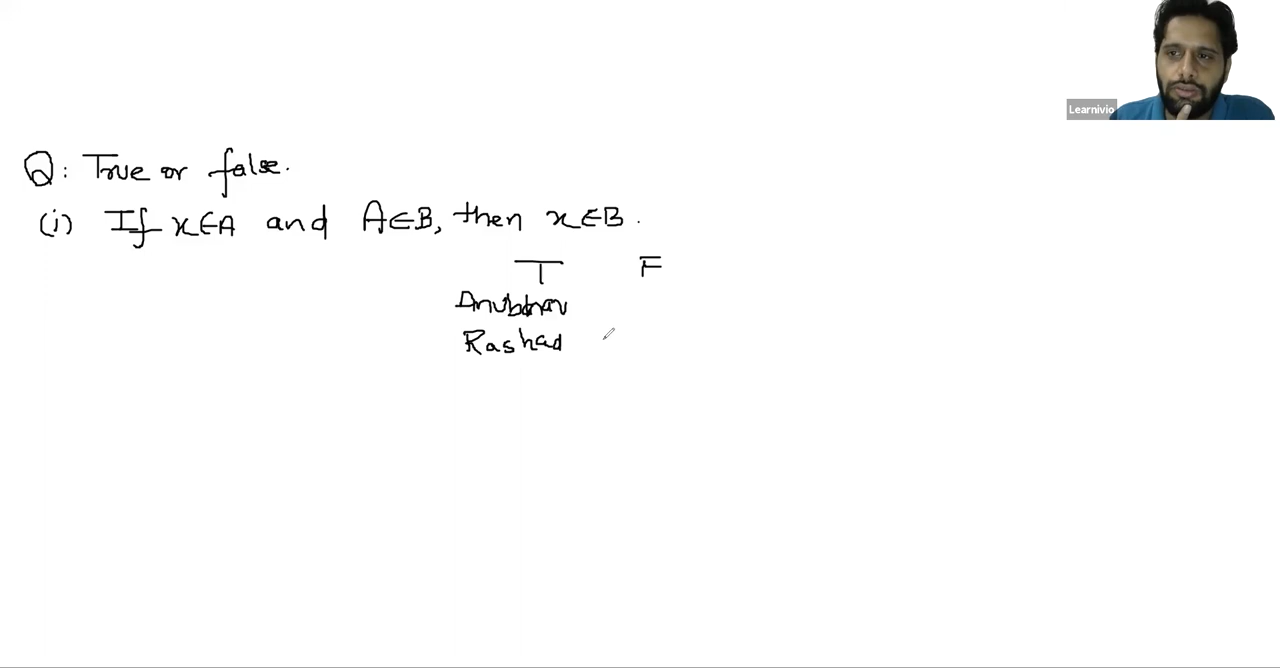 Learnivio
Q: True or false.
(i) If x∈A and A∈B, then x∈B.
T F
Anubhav
Rashad